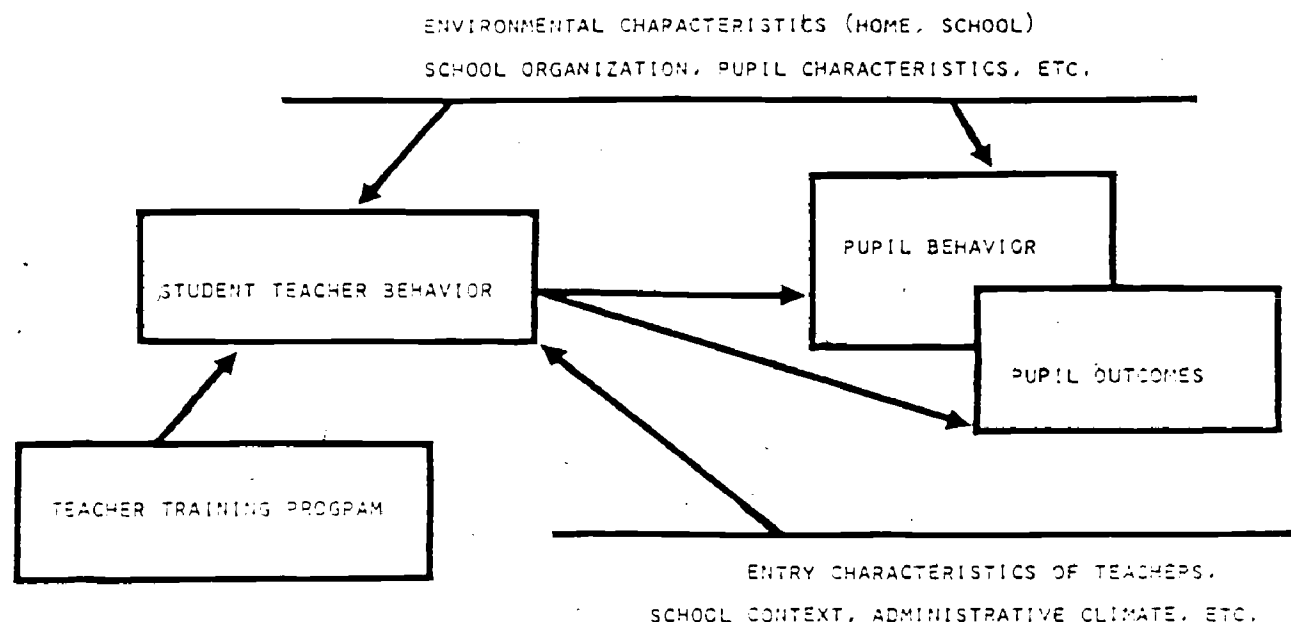 ENVIRONMENTAL CHARACTERISTICS (HOME, SCHOOL)
SCHOOL ORGANIZATION, PUPIL CHARACTERISTICS, ETC.
PUPIL BEHAVIOR
STUDENT TEACHER BEHAVIOR
PUPIL OUTCOMES
TEACHER TRAINING PROGRAM
ENTRY CHARACTERISTICS OF TEACHERS,
SCHOOL CONTEXT, ADMINISTRATIVE CLIMATE, ETC.